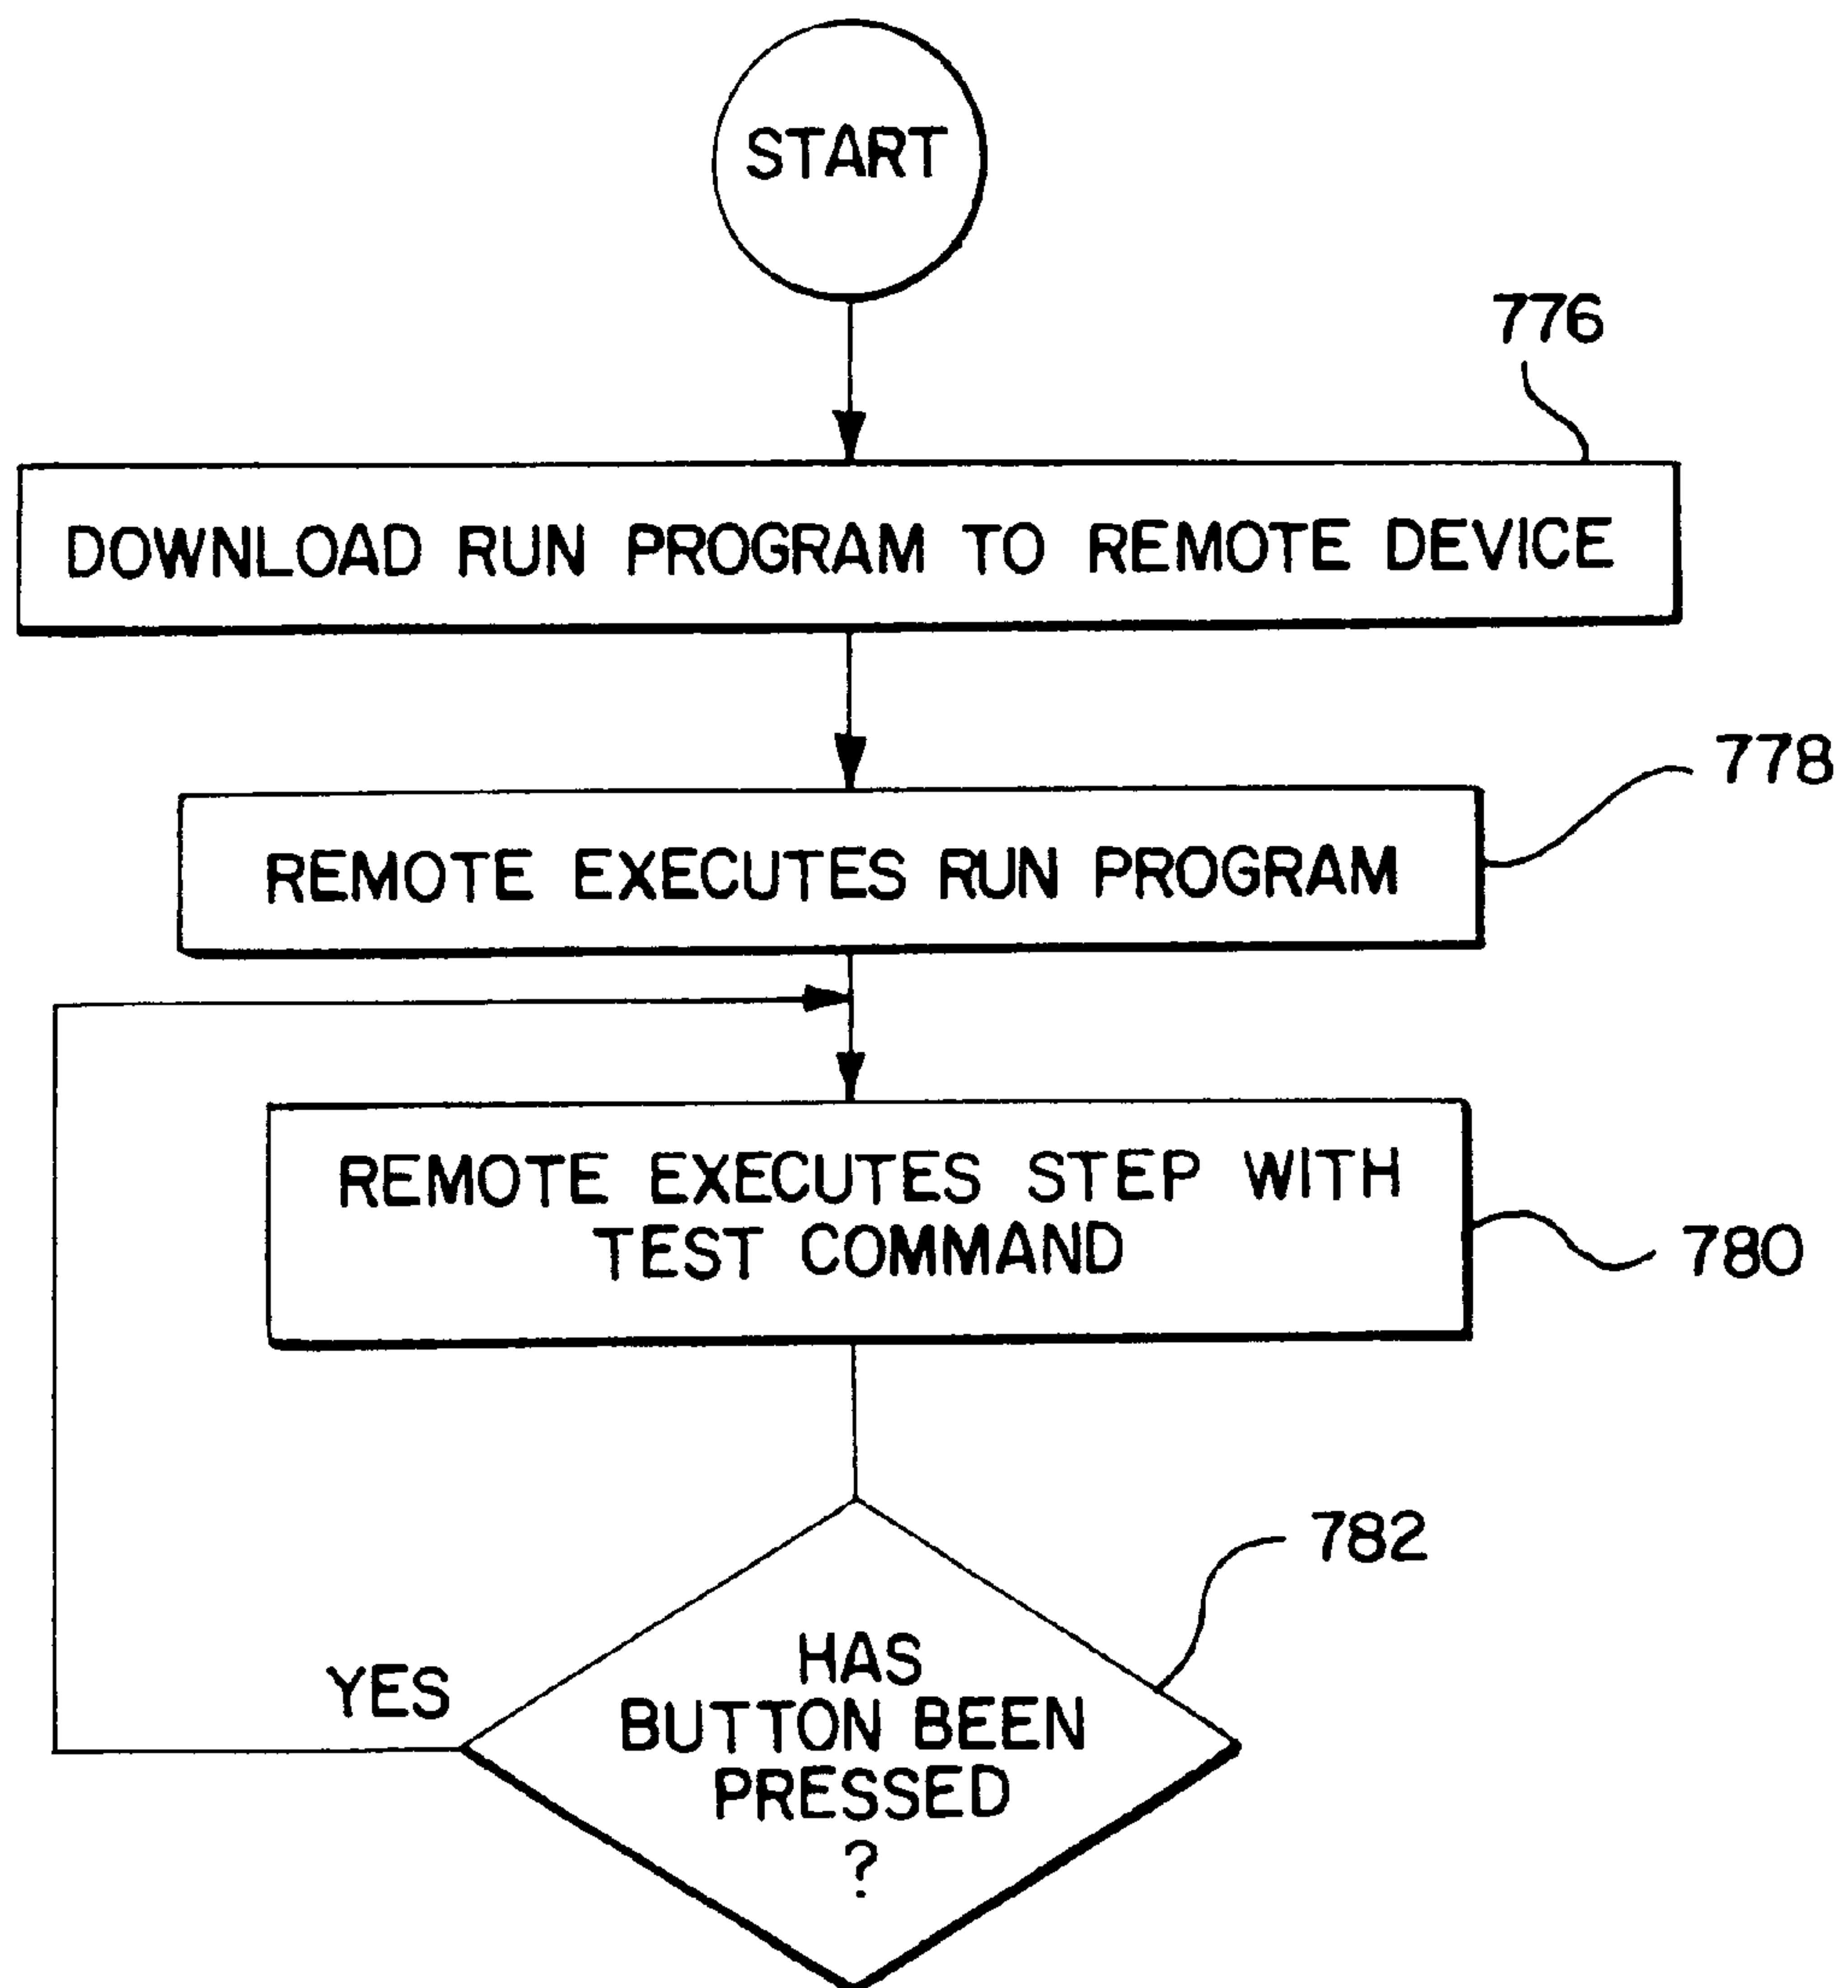 START
776
DOWNLOAD RUN PROGRAM TO REMOTE DEVICE
778
REMOTE EXECUTES RUN PROGRAM
REMOTE EXECUTES STEP WITH
TEST COMMAND
780
782
YES
HAS
BUTTON BEEN
PRESSED
?